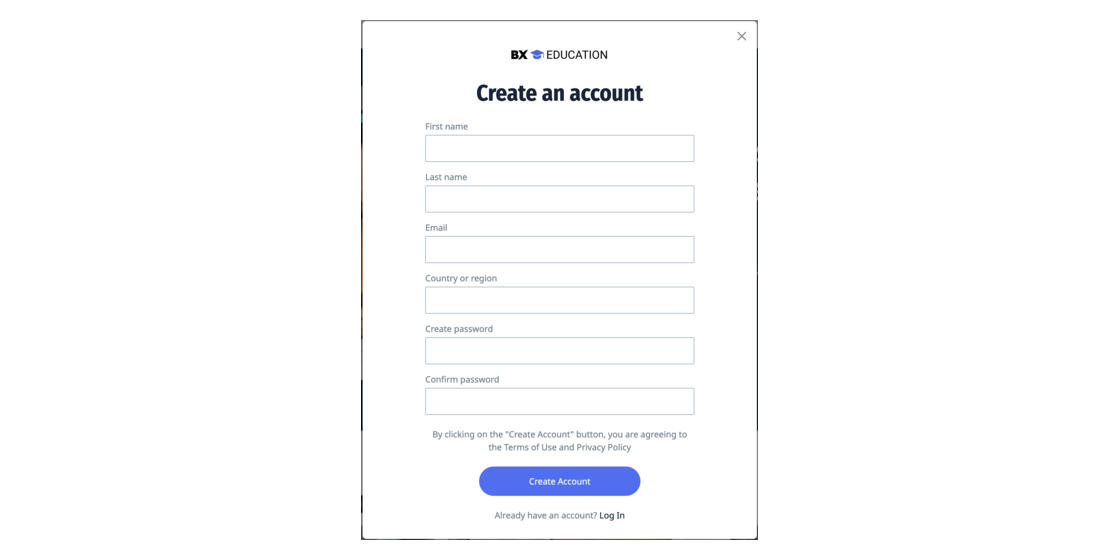 BX EDUCATION
Create an account
First name
Last name
Email
Country or region
Create password
Confirm password
By clicking on the "Create Account" button, you are agreeing to
the Terms of Use and Privacy Policy
Create Account
Already have an account? Log In